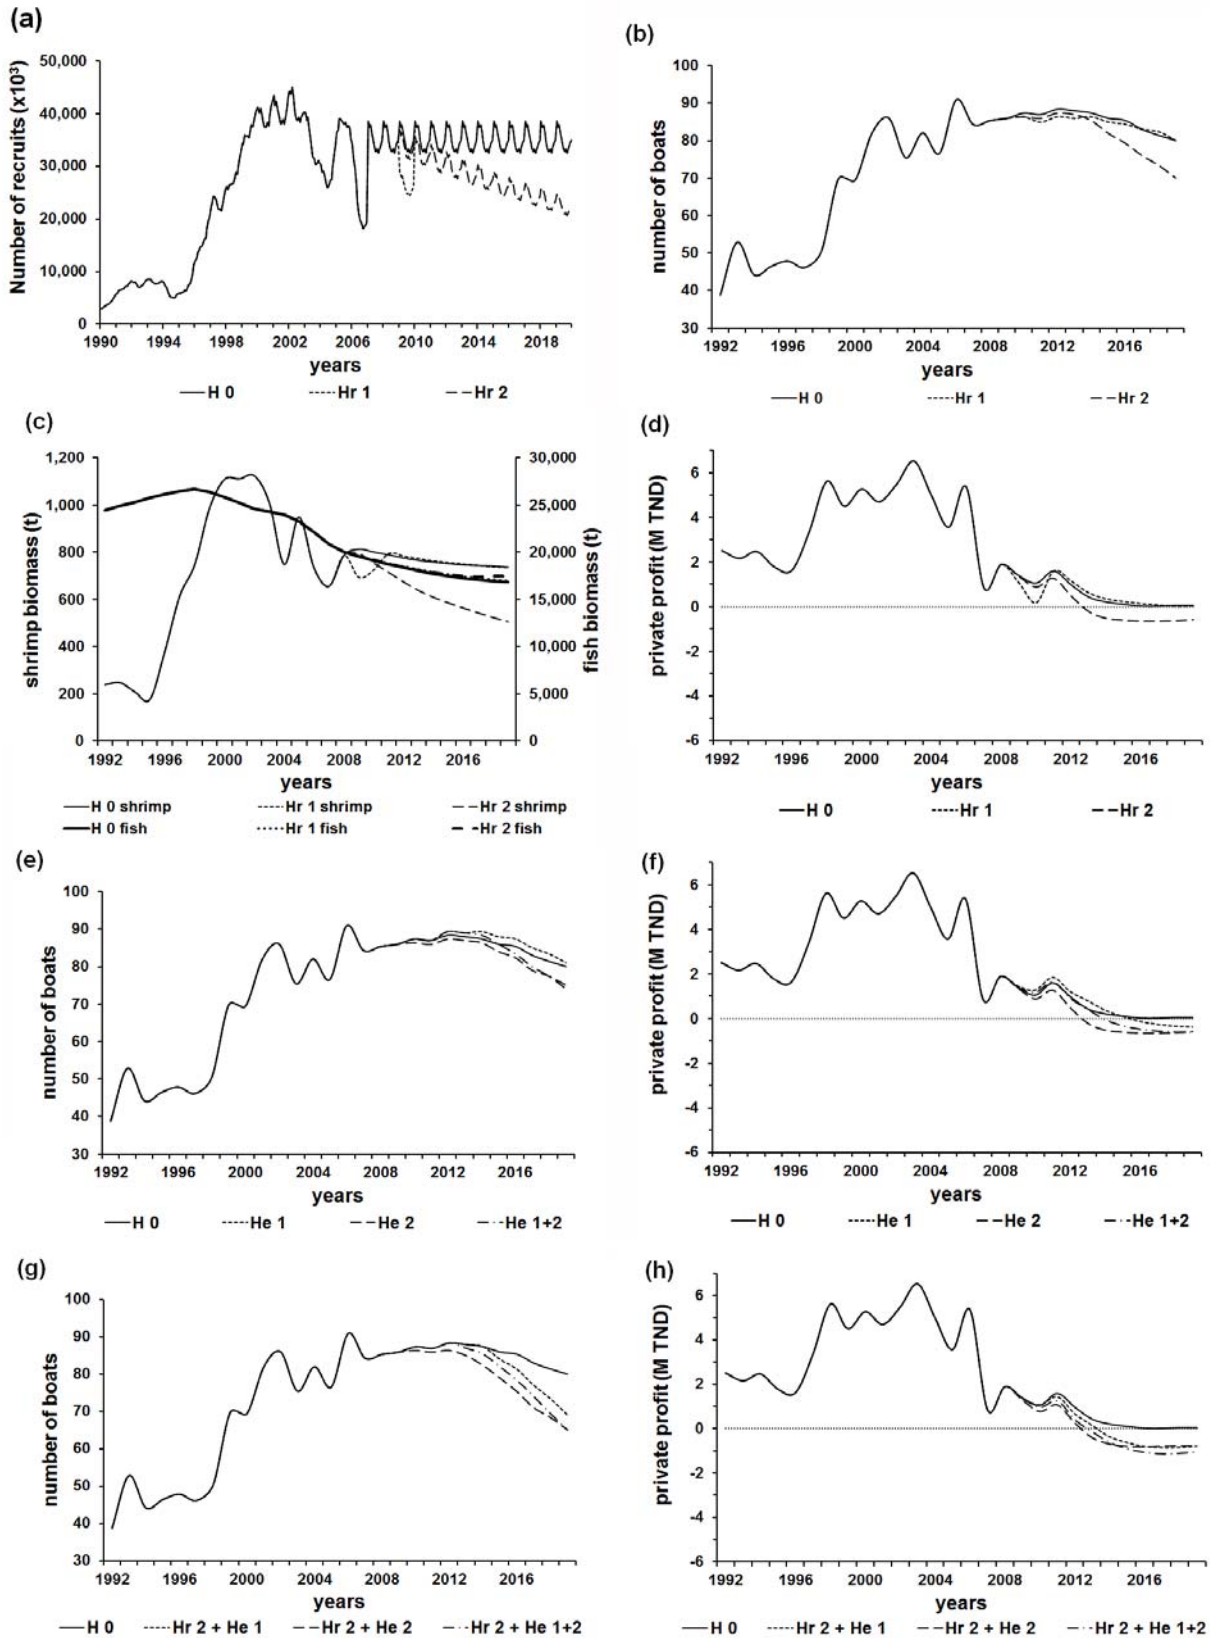 (a)
Number of recruits (x10³)
50,000
40,000
30,000
20,000
10,000
0
1990 1994 1998 2002 2006 2010 2014 2018
years
H 0 Hr 1 Hr 2
(b)
number of boats
100
90
80
70
60
50
40
30
1992 1996 2000 2004 2008 2012 2016
years
H 0 Hr 1 Hr 2
(c)
shrimp biomass (t)
1,200
1,000
800
600
400
200
0
fish biomass (t)
30,000
25,000
20,000
15,000
10,000
5,000
0
1992 1996 2000 2004 2008 2012 2016
years
H 0 shrimp Hr 1 shrimp Hr 2 shrimp
H 0 fish Hr 1 fish Hr 2 fish
(d)
private profit (M TND)
6
4
2
0
-2
-4
-6
1992 1996 2000 2004 2008 2012 2016
years
H 0 Hr 1 Hr 2
(e)
number of boats
100
90
80
70
60
50
40
30
1992 1996 2000 2004 2008 2012 2016
years
H 0 He 1 He 2 He 1+2
(f)
private profit (M TND)
6
4
2
0
-2
-4
-6
1992 1996 2000 2004 2008 2012 2016
years
H 0 He 1 He 2 He 1+2
(g)
number of boats
100
90
80
70
60
50
40
30
1992 1996 2000 2004 2008 2012 2016
years
H 0 Hr 2 + He 1 Hr 2 + He 2 Hr 2 + He 1+2
(h)
private profit (M TND)
6
4
2
0
-2
-4
-6
1992 1996 2000 2004 2008 2012 2016
years
H 0 Hr 2 + He 1 Hr 2 + He 2 Hr 2 + He 1+2